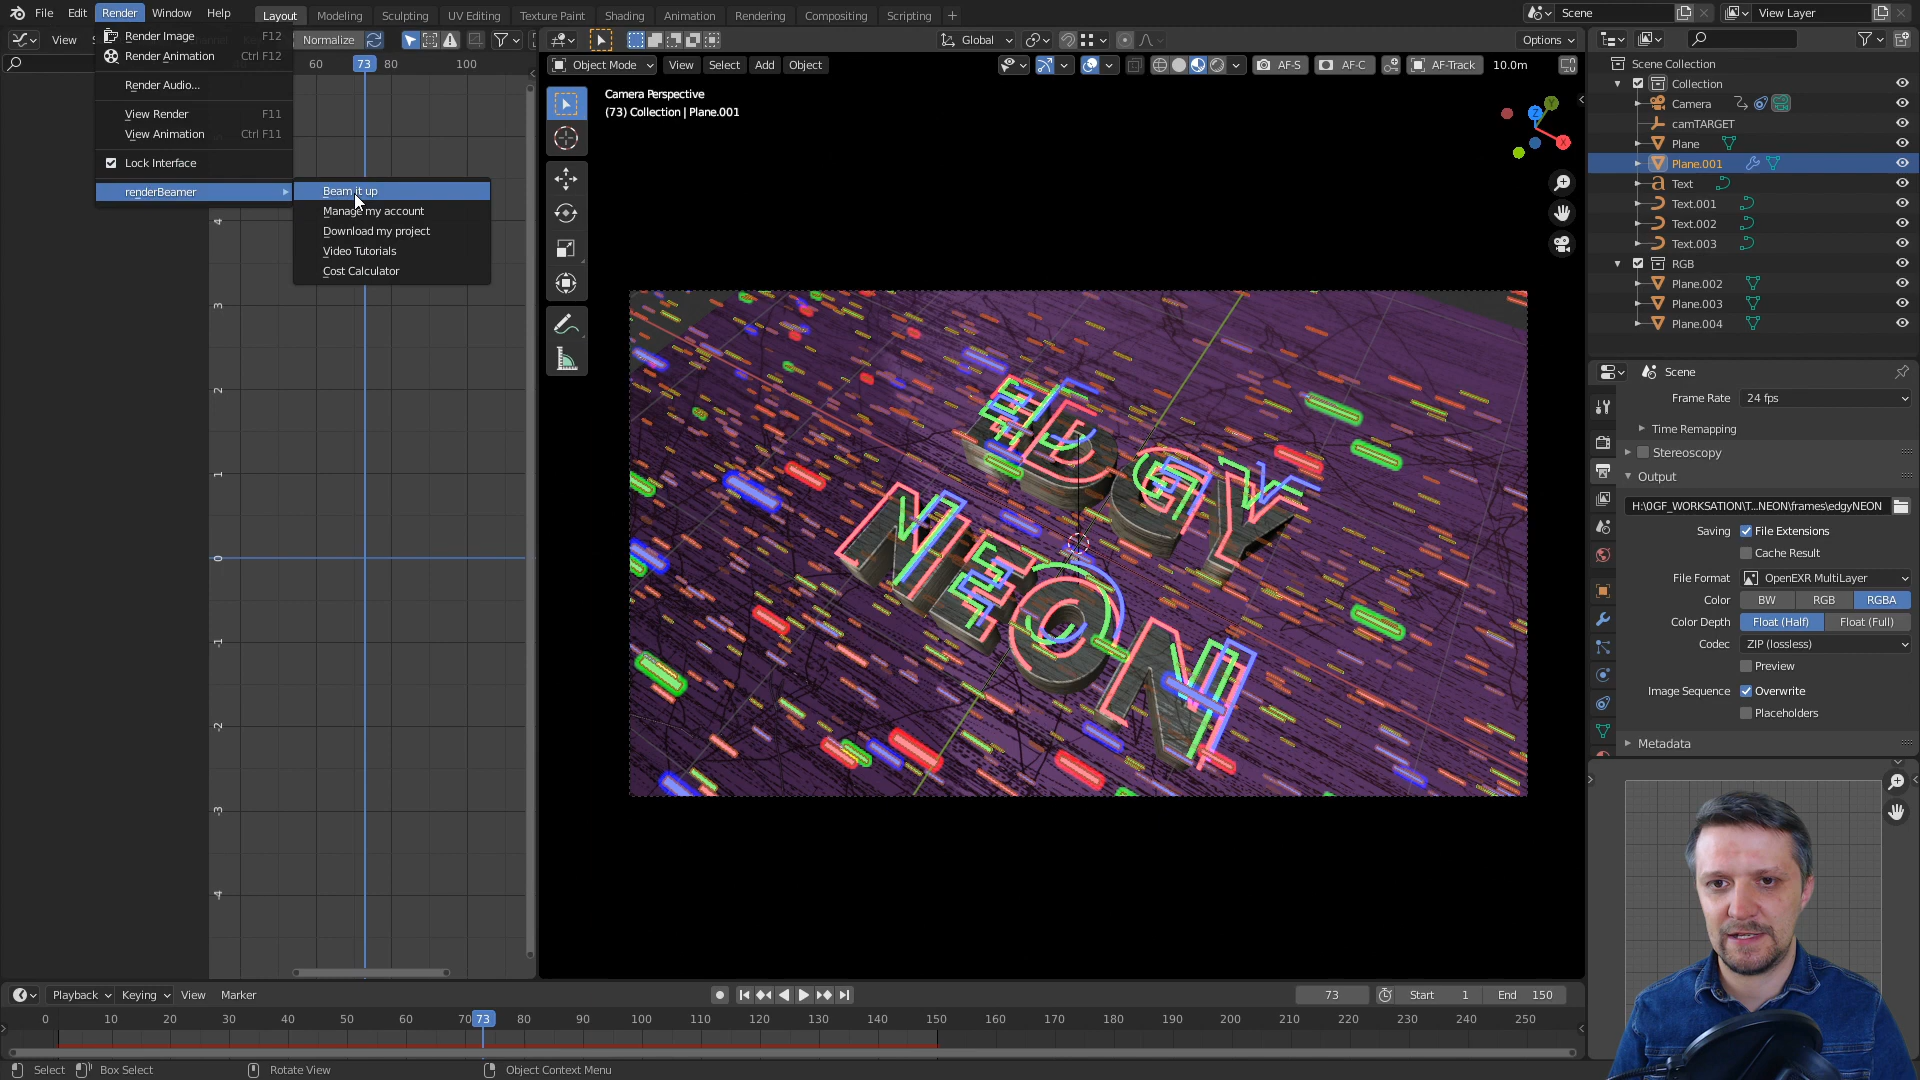 File Edit Render Window Help
Layout Modeling Sculpting UV Editing Texture Paint Shading Animation Rendering Compositing Scripting +
Scene
View Layer
View
Normalize
Global
Options
Render Image F12
Render Animation Ctrl F12
Render Audio...
View Render F11
View Animation Ctrl F11
Lock Interface
renderBeamer
Beam it up
Manage my account
Download my project
Video Tutorials
Cost Calculator
60 73 80 100
4
3
2
1
0
-1
-2
-3
-4
Object Mode View Select Add Object
AF-S AF-C AF-Track 10.0m
Camera Perspective
(73) Collection | Plane.001
Y
Z
X
EDGY
NEON
Scene Collection
Collection
Camera
camTARGET
Plane
Plane.001
Text
Text.001
Text.002
Text.003
RGB
Plane.002
Plane.003
Plane.004
Scene
Frame Rate 24 fps
Time Remapping
Stereoscopy
Output
H:\0GF_WORKSATION\T...NEON\frames\edgyNEON
Saving File Extensions
Cache Result
File Format OpenEXR MultiLayer
Color BW RGB RGBA
Color Depth Float (Half) Float (Full)
Codec ZIP (lossless)
Preview
Image Sequence Overwrite
Placeholders
Metadata
Playback Keying View Marker
73 Start 1 End 150
0 10 20 30 40 50 60 70 73 80 90 100 110 120 130 140 150 160 170 180 190 200 210 220 230 240 250
Select Box Select Rotate View Object Context Menu